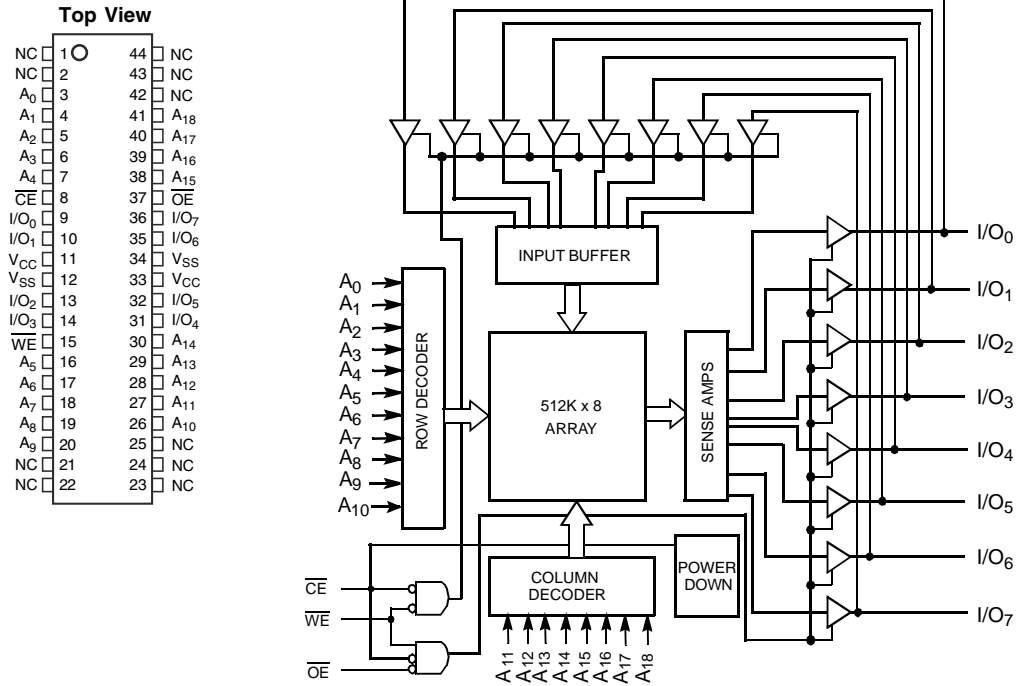 Top View
NC 1 44 NC
NC 2 43 NC
A0 3 42 NC
A1 4 41 A18
A2 5 40 A17
A3 6 39 A16
A4 7 38 A15
CE 8 37 OE
I/O0 9 36 I/O7
I/O1 10 35 I/O6
VCC 11 34 VSS
VSS 12 33 VCC
I/O2 13 32 I/O5
I/O3 14 31 I/O4
WE 15 30 A14
A5 16 29 A13
A6 17 28 A12
A7 18 27 A11
A8 19 26 A10
A9 20 25 NC
NC 21 24 NC
NC 22 23 NC
INPUT BUFFER
A0
A1
A2
A3
A4
A5
A6
A7
A8
A9
A10
ROW DECODER
512K x 8
ARRAY
SENSE AMPS
I/O0
I/O1
I/O2
I/O3
I/O4
I/O5
I/O6
I/O7
COLUMN
DECODER
POWER
DOWN
CE
WE
OE
A11
A12
A13
A14
A15
A16
A17
A18